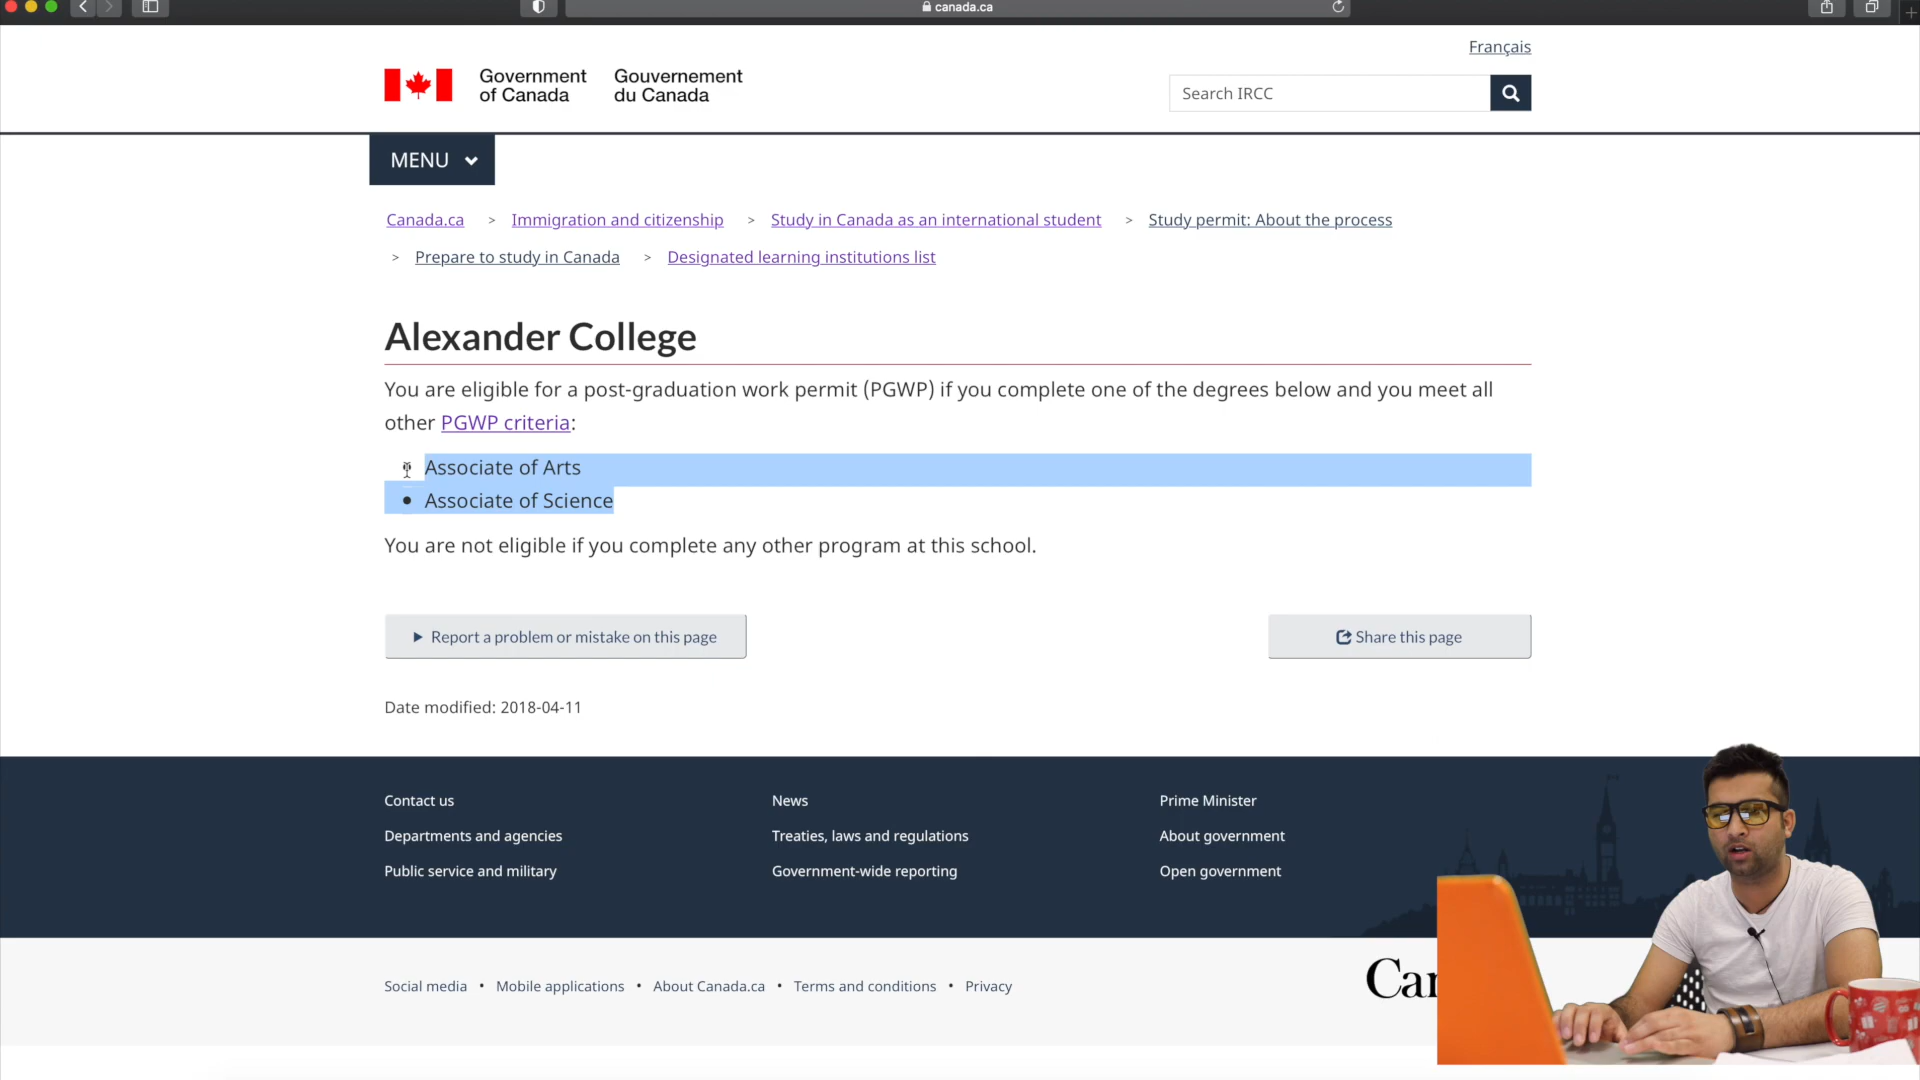 canada.ca
Français
Government of Canada
Gouvernement du Canada
Search IRCC
MENU
Canada.ca > Immigration and citizenship > Study in Canada as an international student > Study permit: About the process
> Prepare to study in Canada > Designated learning institutions list
Alexander College
You are eligible for a post-graduation work permit (PGWP) if you complete one of the degrees below and you meet all
other PGWP criteria:
Associate of Arts
• Associate of Science
You are not eligible if you complete any other program at this school.
Report a problem or mistake on this page
Share this page
Date modified: 2018-04-11
Contact us
News
Prime Minister
Departments and agencies
Treaties, laws and regulations
About government
Public service and military
Government-wide reporting
Open government
Social media • Mobile applications • About Canada.ca • Terms and conditions • Privacy
Can